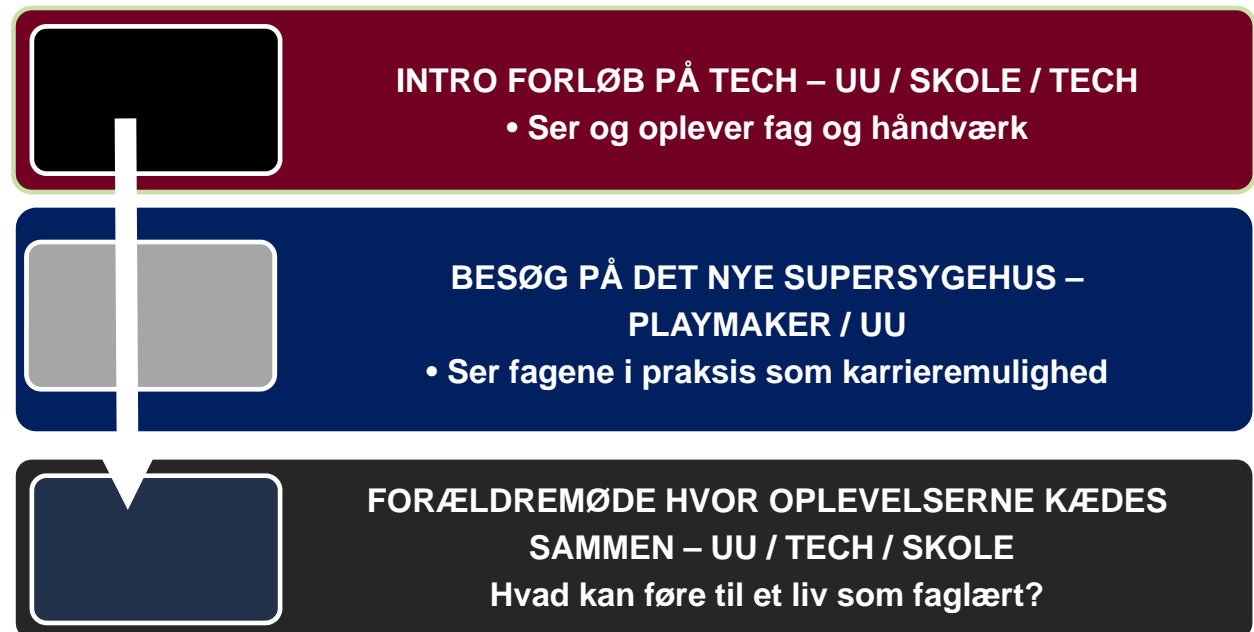 INTRO FORLØB PÅ TECH – UU / SKOLE / TECH
• Ser og oplever fag og håndværk
BESØG PÅ DET NYE SUPERSYGEHUS –
PLAYMAKER / UU
• Ser fagene i praksis som karrieremulighed
FORÆLDREMØDE HVOR OPLEVELSERNE KÆDES
SAMMEN – UU / TECH / SKOLE
Hvad kan føre til et liv som faglært?